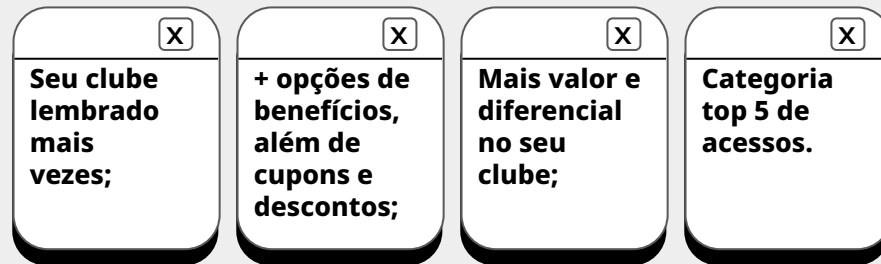 X
Seu clube
lembrado
mais
vezes;
X
+ opções de
benefícios,
além de
cupons e
descontos;
X
Mais valor e
diferencial
no seu
clube;
X
Categoria
top 5 de
acessos.